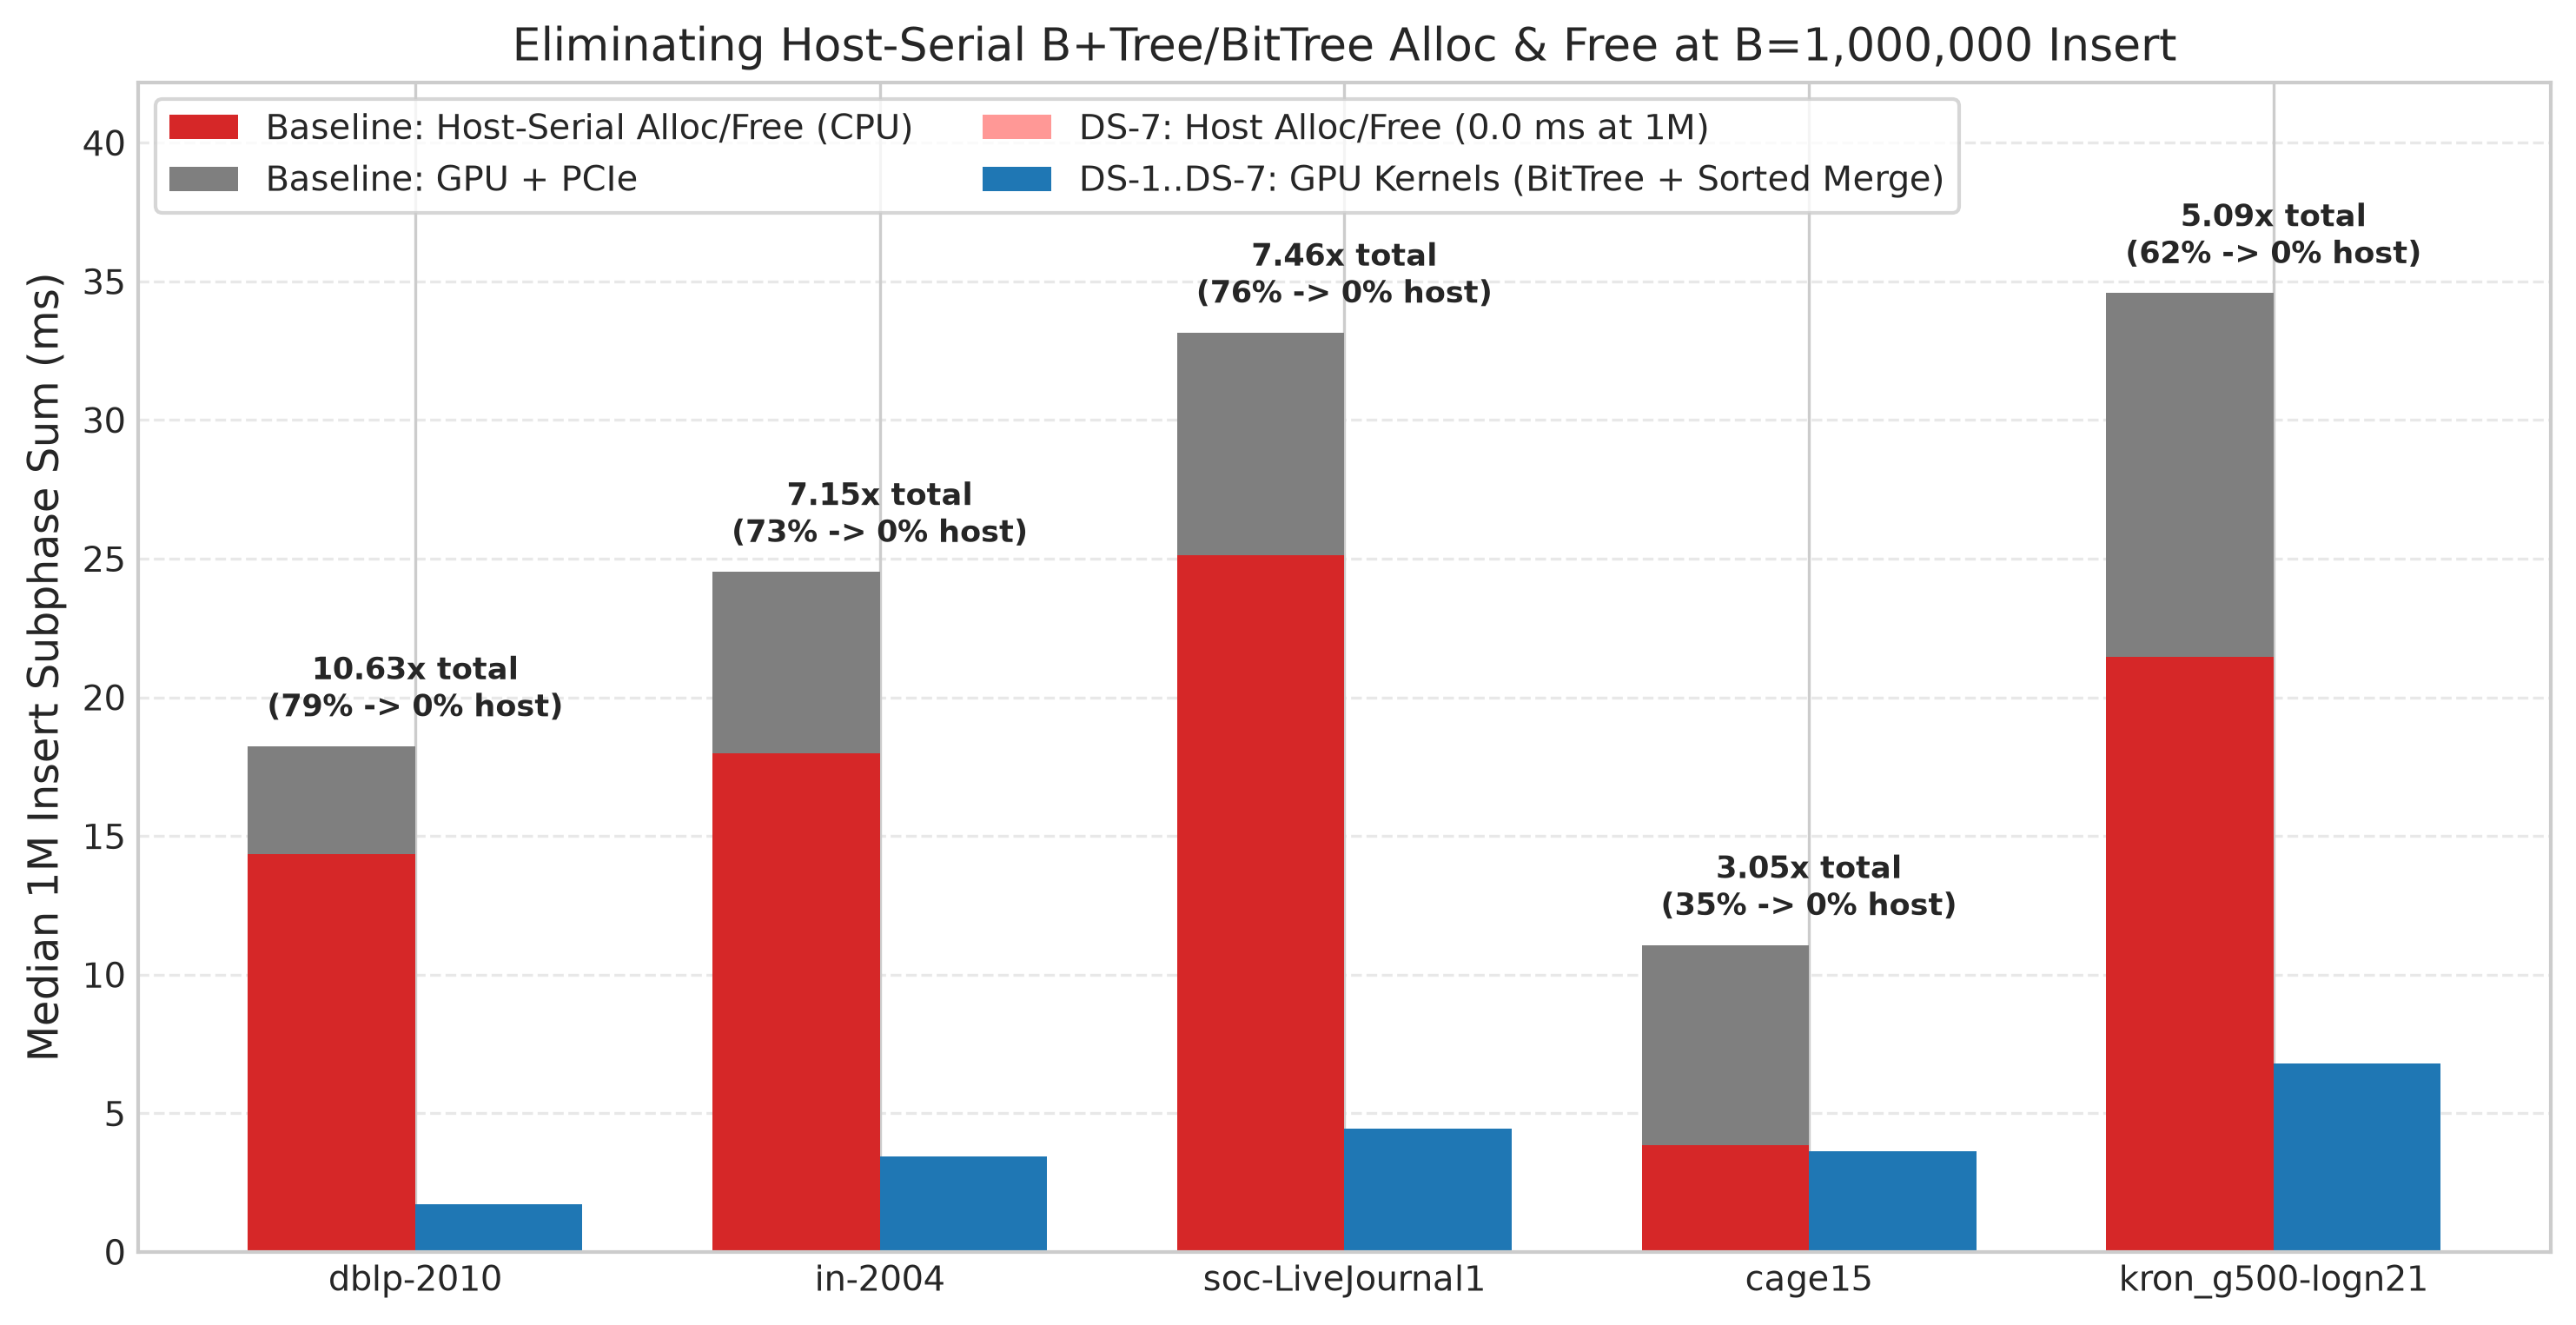 Eliminating Host-Serial B+Tree/BitTree Alloc & Free at B=1,000,000 Insert
Baseline: Host-Serial Alloc/Free (CPU)
Baseline: GPU + PCIe
DS-7: Host Alloc/Free (0.0 ms at 1M)
DS-1..DS-7: GPU Kernels (BitTree + Sorted Merge)
Median 1M Insert Subphase Sum (ms)
40
35
30
25
20
15
10
5
0
10.63x total
(79% -> 0% host)
7.15x total
(73% -> 0% host)
7.46x total
(76% -> 0% host)
3.05x total
(35% -> 0% host)
5.09x total
(62% -> 0% host)
dblp-2010
in-2004
soc-LiveJournal1
cage15
kron_g500-logn21